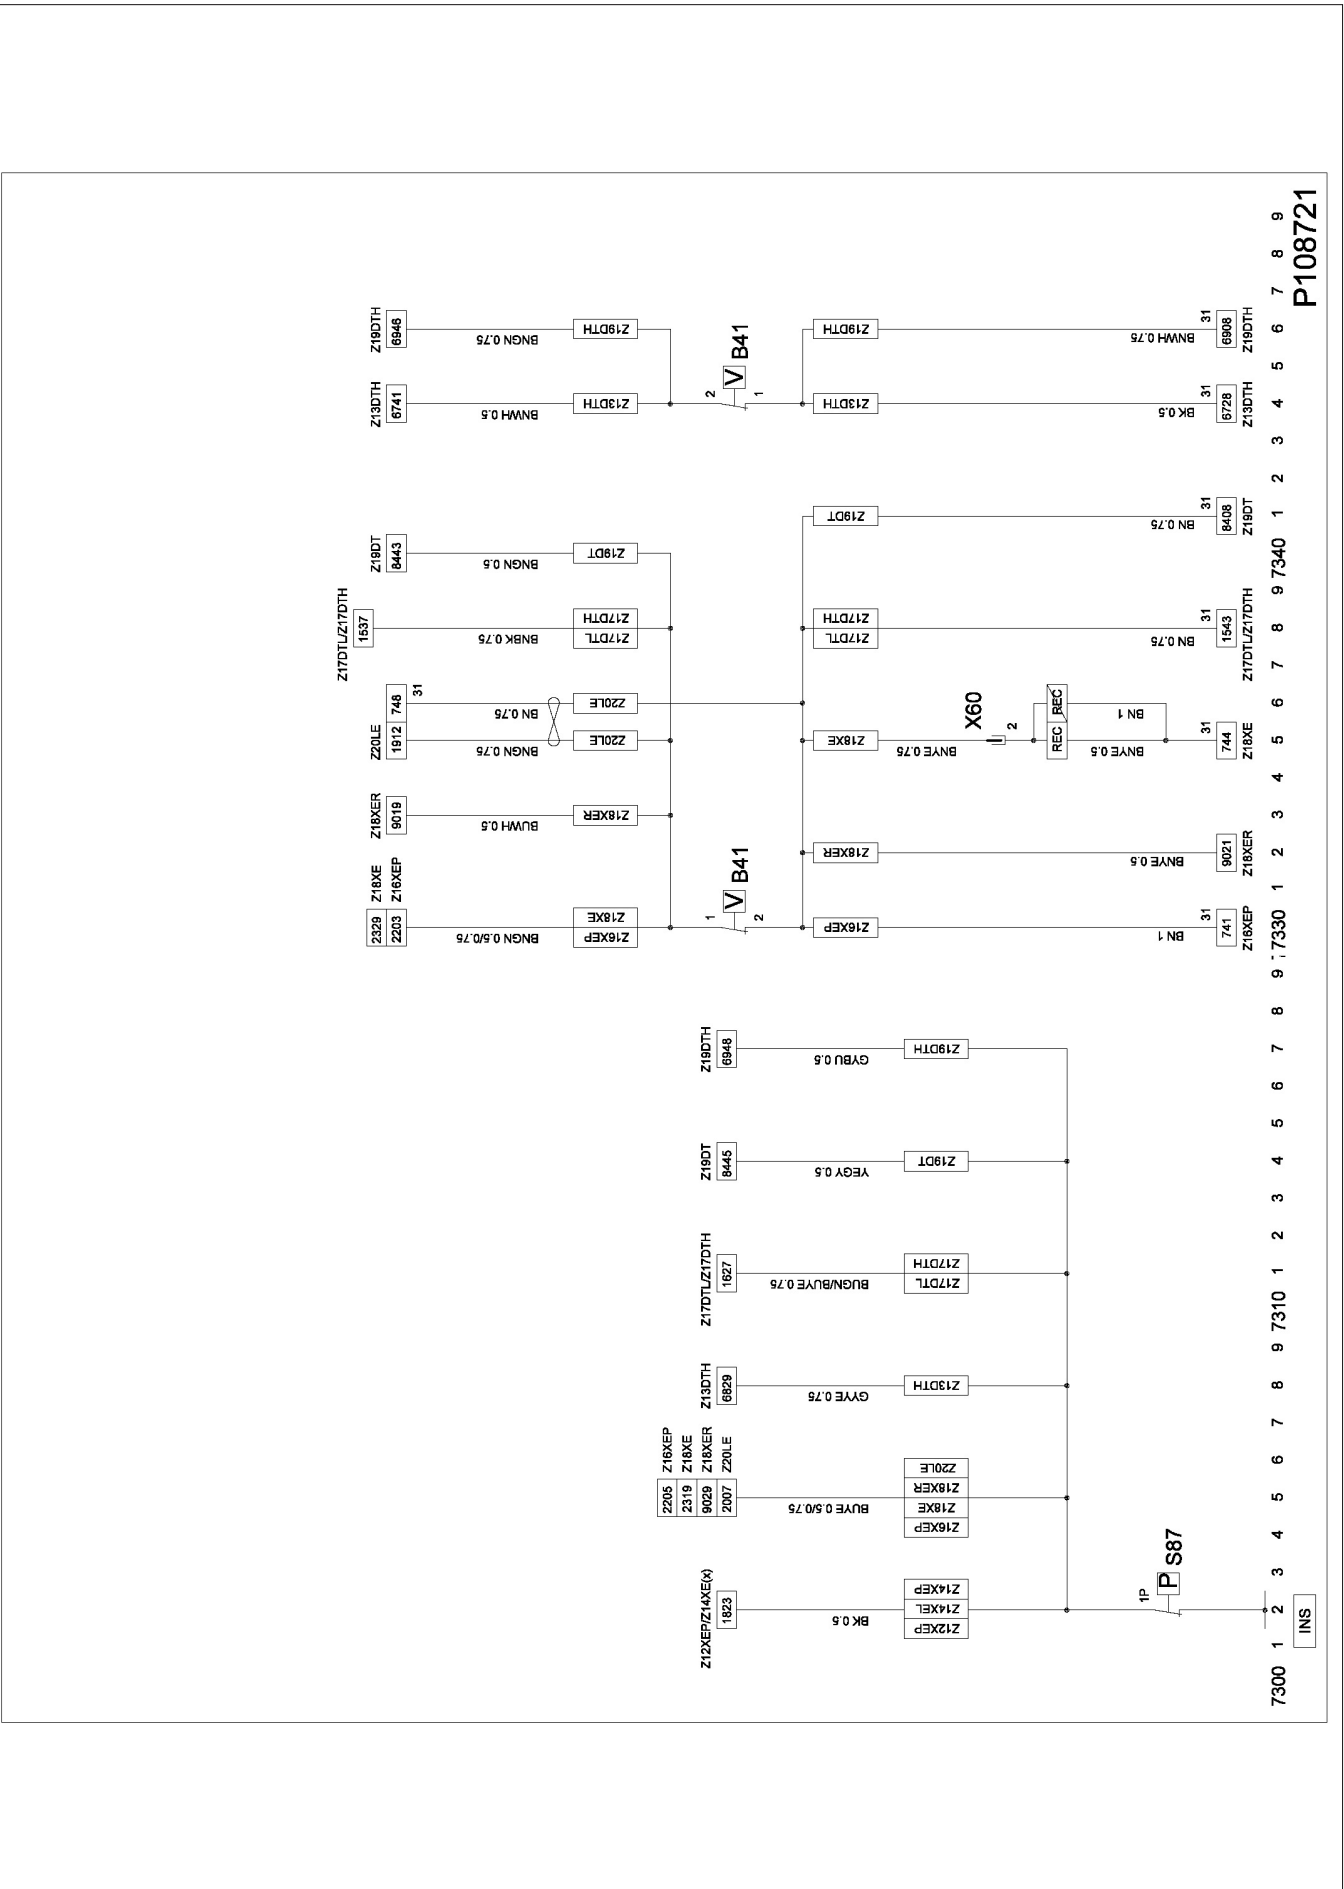 Z17DTL/Z17DTH
1537
2329 Z18XE
Z18XER
Z20LE
Z19DT
Z13DTH
Z19DTH
2203 Z16XEP
9019
1912 748
8443
6741
6946
31
BNGN 0.5/0.75
BUWH 0.5
BNGN 0.75
BN 0.75
BNBK 0.75
BNGN 0.5
BNWH 0.5
BNGN 0.75
Z16XEP Z18XE
Z18XER
Z20LE
Z20LE
Z17DTL Z17DTH
Z19DT
Z13DTH
Z19DTH
2205 Z16XEP
2319 Z18XE
9029 Z18XER
2007 Z20LE
Z12XEP/Z14XE(x)
1823
Z13DTH
6829
Z17DTL/Z17DTH
1627
Z19DT
8445
Z19DTH
6948
1
V B41
2
2
V B41
1
BK 0.5
BUYE 0.5/0.75
GYYE 0.75
BUGN/BUYE 0.75
YEGY 0.5
GYBU 0.5
Z16XEP
Z18XER
Z18XE
Z17DTL Z17DTH
Z19DT
Z13DTH
Z19DTH
Z12XEP Z14XEL Z14XEP
Z16XEP Z18XE Z18XER Z20LE
Z13DTH
Z17DTL Z17DTH
Z19DT
Z19DTH
BNYE 0.75
X60
2
REC REC
BNYE 0.5
BN 1
1P
P S87
BN 1
BNYE 0.5
BN 0.75
BN 0.75
BK 0.5
BNWH 0.75
31
31
31
31
31
31
741
9021
744
1543
8408
6728
6908
Z16XEP
Z18XER
Z18XE
Z17DTL/Z17DTH
Z19DT
Z13DTH
Z19DTH
7300 1 2 3 4 5 6 7 8 9 7310 1 2 3 4 5 6 7 8 9 7330 1 2 3 4 5 6 7 8 9 7340 1 2 3 4 5 6 7 8 9
INS
P108721